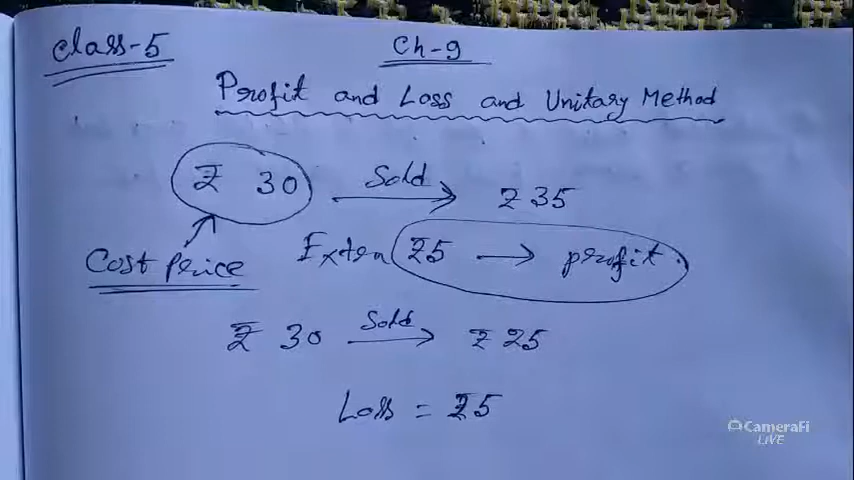 Class-5
Ch-9
Profit and Loss and Unitary Method
₹ 30 Sold → ₹ 35
Cost price
Extra ₹5 → profit.
₹ 30 Sold → ₹ 25
Loss = ₹5
CameraFi
LIVE